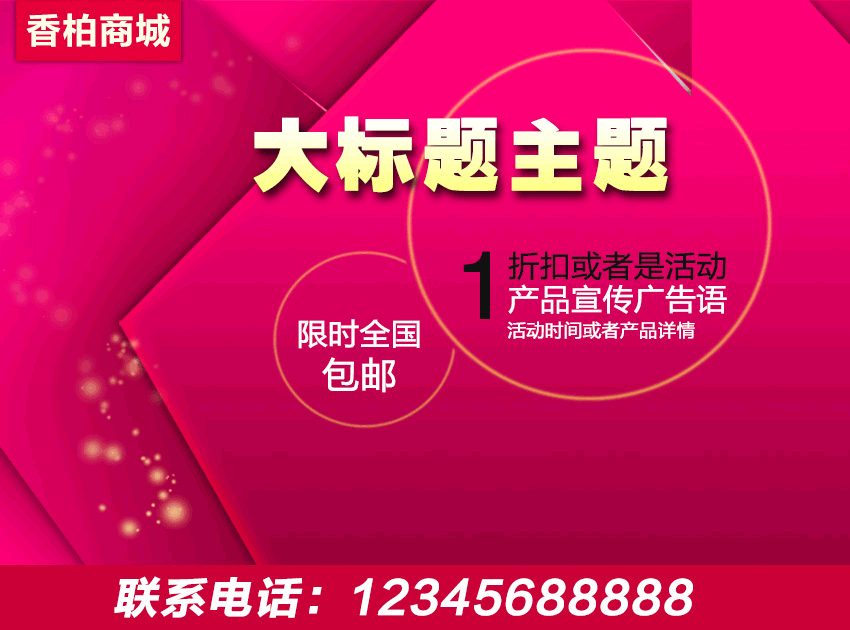 香柏商城
大标题主题
1
折扣或者是活动
产品宣传广告语
活动时间或者产品详情
限时全国
包邮
联系电话：12345688888